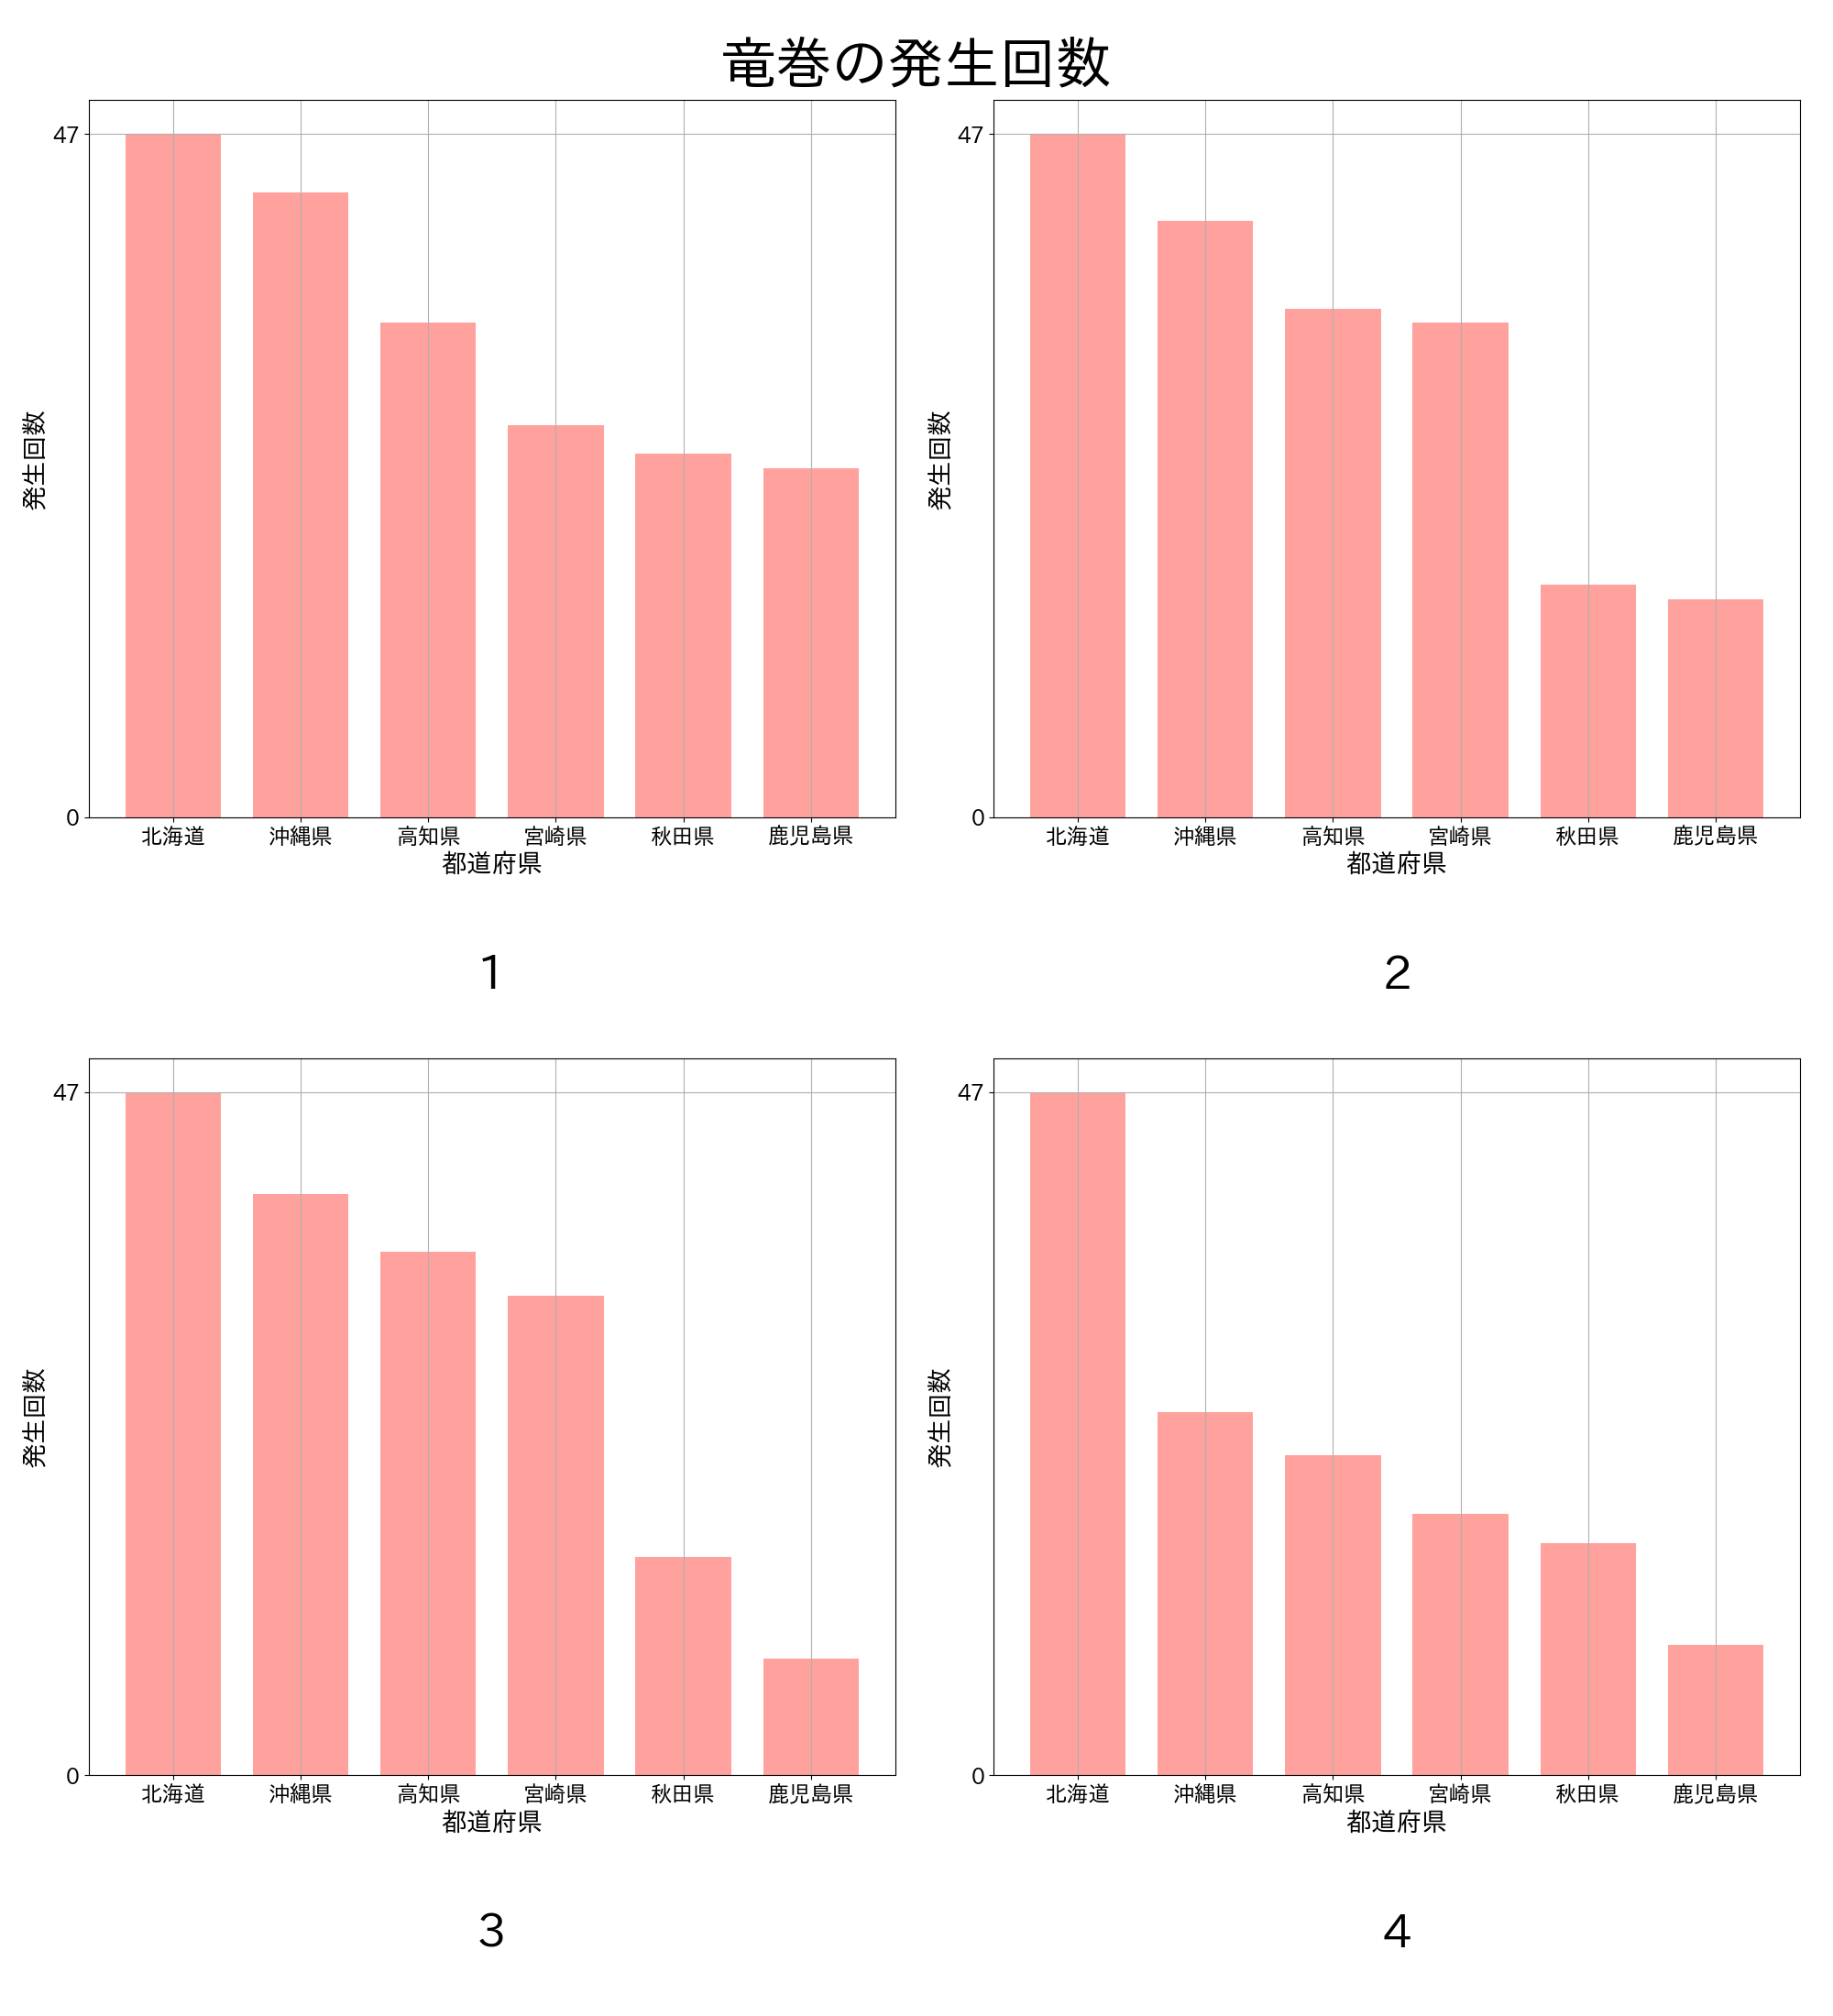 竜巻の発生回数
47
0
発生回数
北海道 沖縄県 高知県 宮崎県 秋田県 鹿児島県
都道府県
1
47
0
発生回数
北海道 沖縄県 高知県 宮崎県 秋田県 鹿児島県
都道府県
2
47
0
発生回数
北海道 沖縄県 高知県 宮崎県 秋田県 鹿児島県
都道府県
3
47
0
発生回数
北海道 沖縄県 高知県 宮崎県 秋田県 鹿児島県
都道府県
4